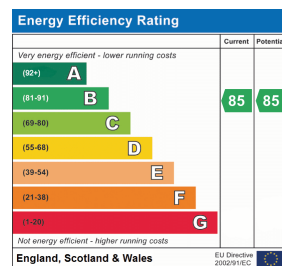 Energy Efficiency Rating
Current Potential
Very energy efficient - lower running costs
(92+) A
(81-91) B
85 85
(69-80) C
(55-68) D
(39-54) E
(21-38) F
(1-20) G
Not energy efficient - higher running costs
England, Scotland & Wales
EU Directive
2002/91/EC